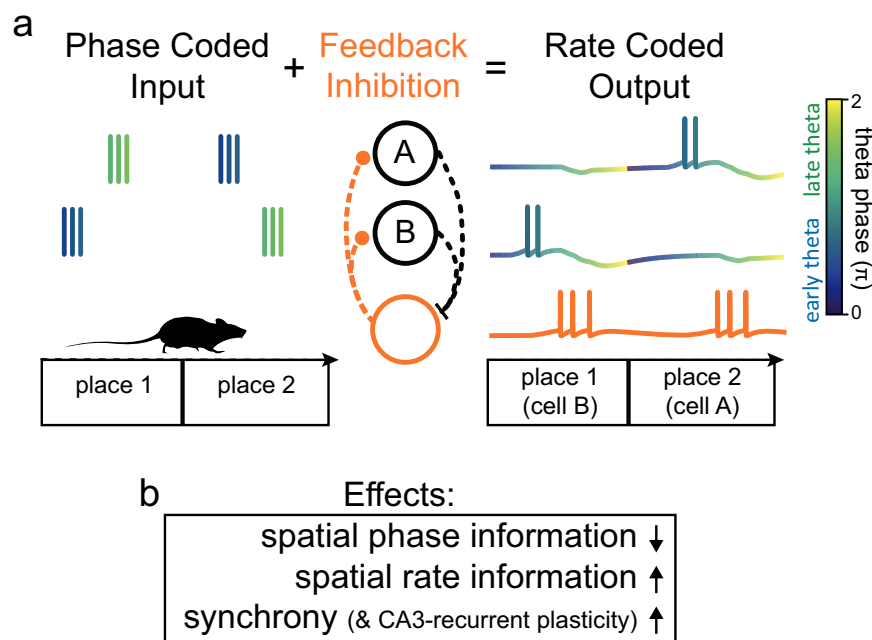 a
Phase Coded
Input
+
Feedback
Inhibition
=
Rate Coded
Output
A
B
place 1
place 2
place 1
(cell B)
place 2
(cell A)
early theta
late theta
2
0
theta phase (π)
b
Effects:
spatial phase information ↓
spatial rate information ↑
synchrony (& CA3-recurrent plasticity) ↑